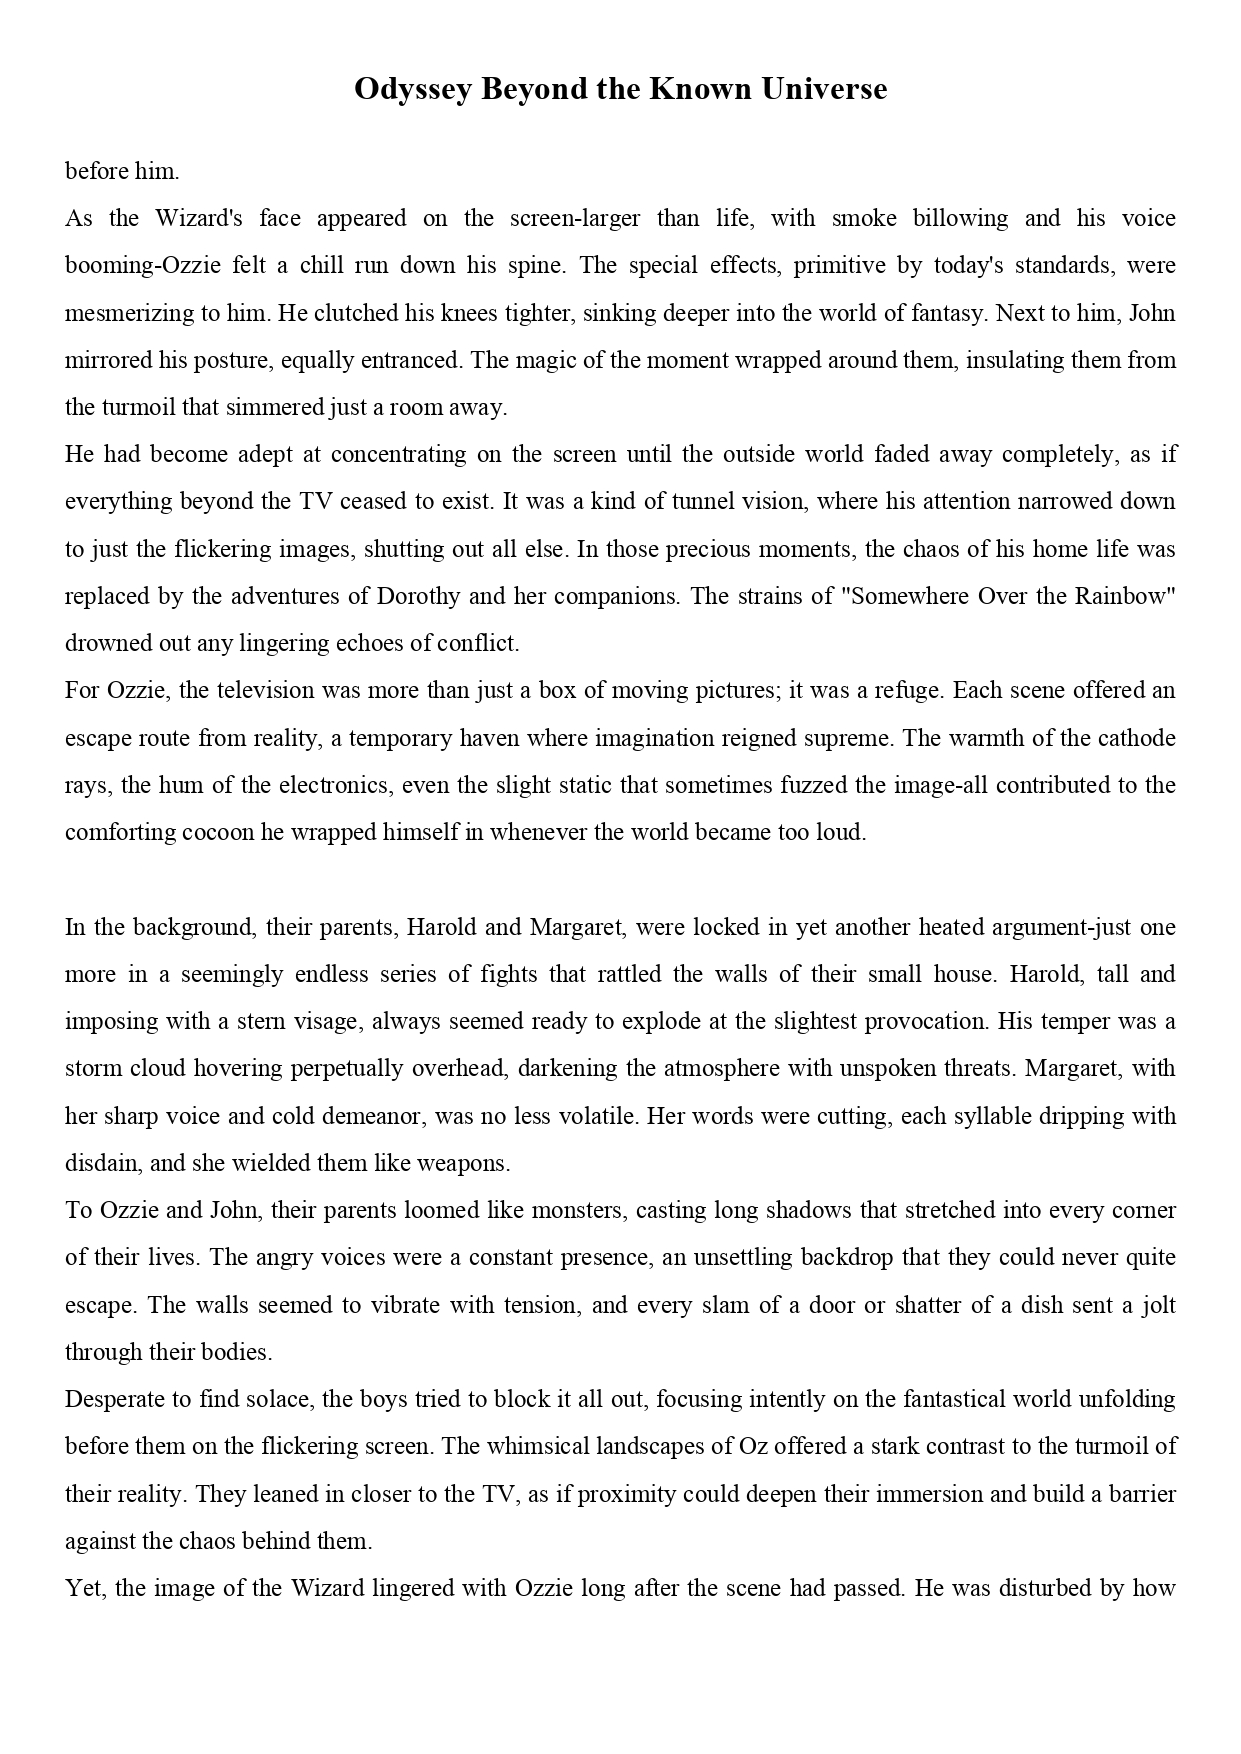 Odyssey Beyond the Known Universe
before him.
As the Wizard's face appeared on the screen-larger than life, with smoke billowing and his voice
booming-Ozzie felt a chill run down his spine. The special effects, primitive by today's standards, were
mesmerizing to him. He clutched his knees tighter, sinking deeper into the world of fantasy. Next to him, John
mirrored his posture, equally entranced. The magic of the moment wrapped around them, insulating them from
the turmoil that simmered just a room away.
He had become adept at concentrating on the screen until the outside world faded away completely, as if
everything beyond the TV ceased to exist. It was a kind of tunnel vision, where his attention narrowed down
to just the flickering images, shutting out all else. In those precious moments, the chaos of his home life was
replaced by the adventures of Dorothy and her companions. The strains of "Somewhere Over the Rainbow"
drowned out any lingering echoes of conflict.
For Ozzie, the television was more than just a box of moving pictures; it was a refuge. Each scene offered an
escape route from reality, a temporary haven where imagination reigned supreme. The warmth of the cathode
rays, the hum of the electronics, even the slight static that sometimes fuzzed the image-all contributed to the
comforting cocoon he wrapped himself in whenever the world became too loud.
In the background, their parents, Harold and Margaret, were locked in yet another heated argument-just one
more in a seemingly endless series of fights that rattled the walls of their small house. Harold, tall and
imposing with a stern visage, always seemed ready to explode at the slightest provocation. His temper was a
storm cloud hovering perpetually overhead, darkening the atmosphere with unspoken threats. Margaret, with
her sharp voice and cold demeanor, was no less volatile. Her words were cutting, each syllable dripping with
disdain, and she wielded them like weapons.
To Ozzie and John, their parents loomed like monsters, casting long shadows that stretched into every corner
of their lives. The angry voices were a constant presence, an unsettling backdrop that they could never quite
escape. The walls seemed to vibrate with tension, and every slam of a door or shatter of a dish sent a jolt
through their bodies.
Desperate to find solace, the boys tried to block it all out, focusing intently on the fantastical world unfolding
before them on the flickering screen. The whimsical landscapes of Oz offered a stark contrast to the turmoil of
their reality. They leaned in closer to the TV, as if proximity could deepen their immersion and build a barrier
against the chaos behind them.
Yet, the image of the Wizard lingered with Ozzie long after the scene had passed. He was disturbed by how